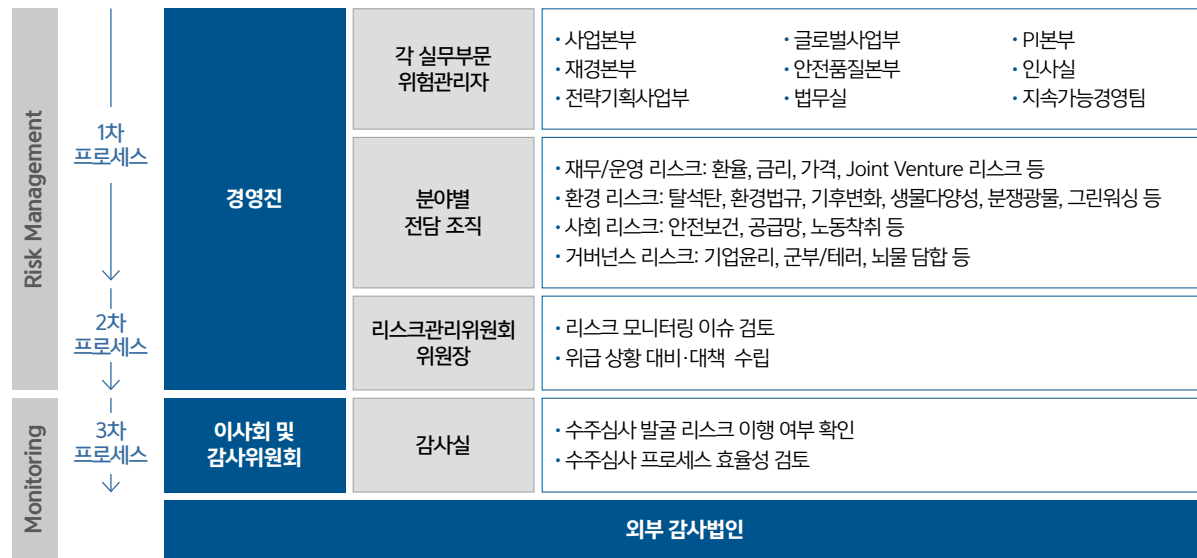 Risk Management
1차
프로세스
경영진
각 실무부문
위험관리자
• 사업본부
• 글로벌사업부
• PI본부
• 재경본부
• 안전품질본부
• 인사실
• 전략기획사업부
• 법무실
• 지속가능경영팀
분야별
전담 조직
• 재무/운영 리스크: 환율, 금리, 가격, Joint Venture 리스크 등
• 환경 리스크: 탈석탄, 환경법규, 기후변화, 생물다양성, 분쟁광물, 그린워싱 등
• 사회 리스크: 안전보건, 공급망, 노동착취 등
• 거버넌스 리스크: 기업윤리, 군부/테러, 뇌물 담합 등
2차
프로세스
리스크관리위원회
위원장
• 리스크 모니터링 이슈 검토
• 위급 상황 대비·대책 수립
Monitoring
3차
프로세스
이사회 및
감사위원회
감사실
• 수주심사 발굴 리스크 이행 여부 확인
• 수주심사 프로세스 효율성 검토
외부 감사법인